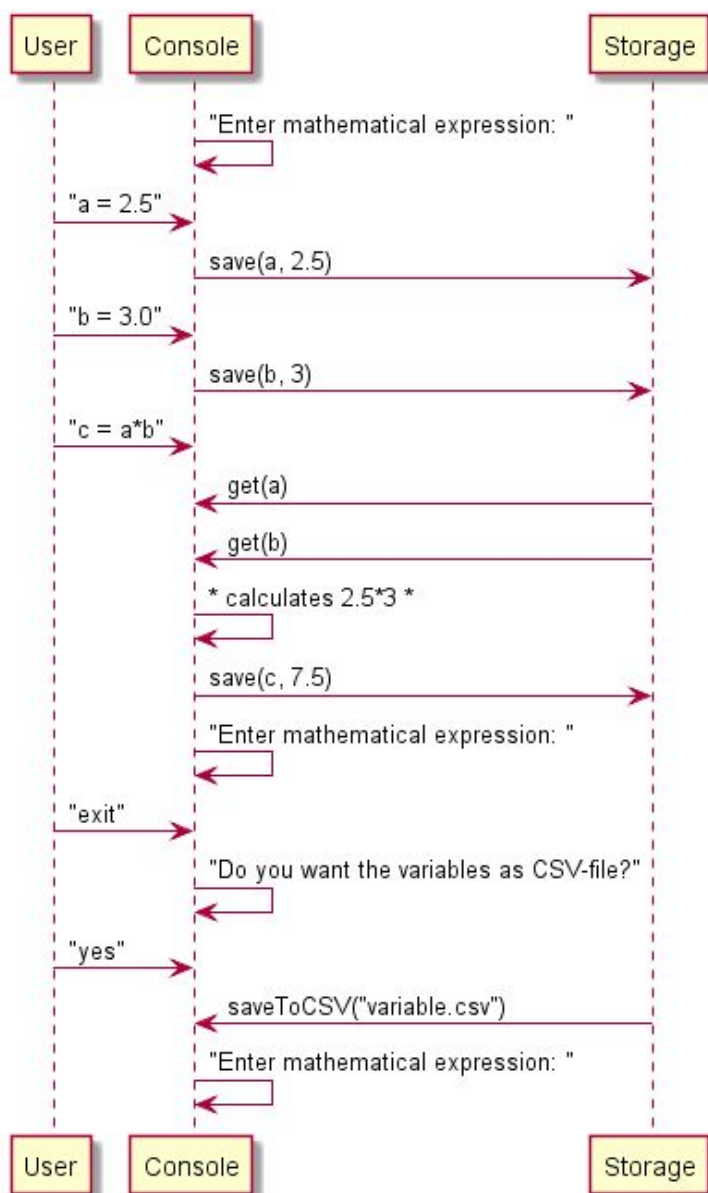 User Console Storage
"Enter mathematical expression: "
"a = 2.5"
save(a, 2.5)
"b = 3.0"
save(b, 3)
"c = a*b"
get(a)
get(b)
* calculates 2.5*3 *
save(c, 7.5)
"Enter mathematical expression: "
"exit"
"Do you want the variables as CSV-file?"
"yes"
saveToCSV("variable.csv")
"Enter mathematical expression: "
User Console Storage